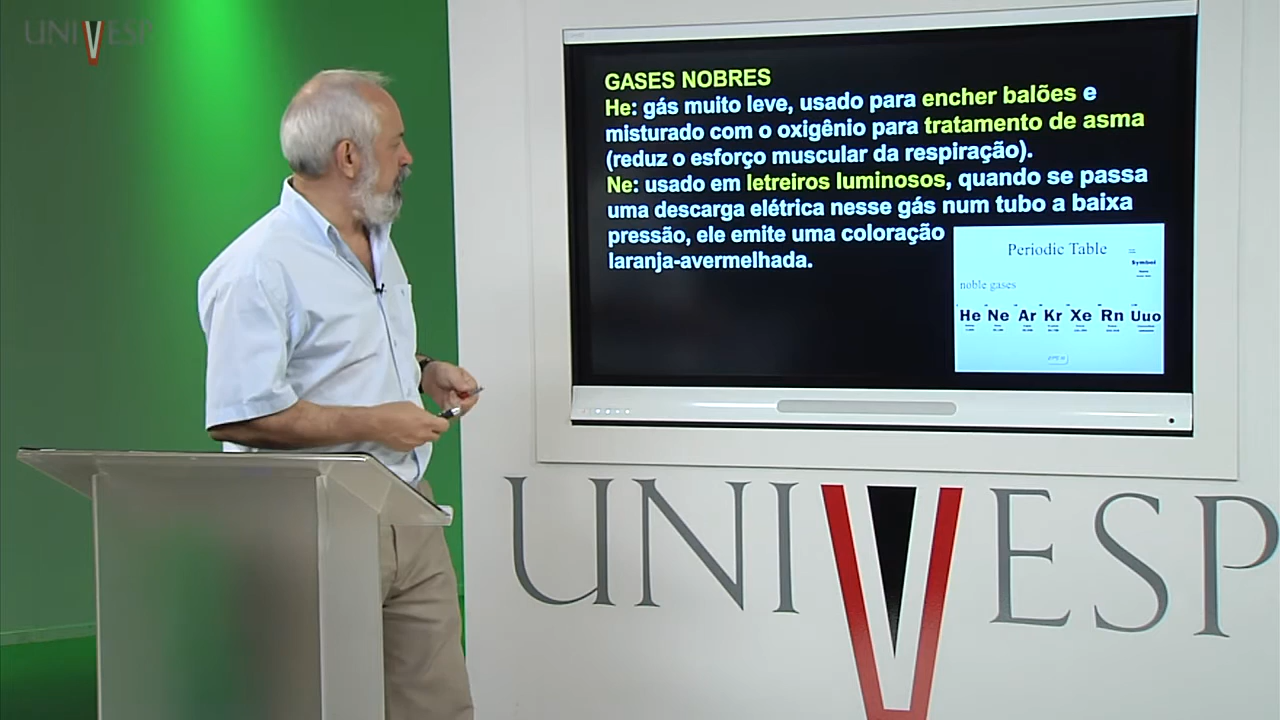 UNIVESP
GASES NOBRES
He: gás muito leve, usado para encher balões e
misturado com o oxigênio para tratamento de asma
(reduz o esforço muscular da respiração).
Ne: usado em letreiros luminosos, quando se passa
uma descarga elétrica nesse gás num tubo a baixa
pressão, ele emite uma coloração
laranja-avermelhada.
Periodic Table
Symbol
noble gases
He Ne Ar Kr Xe Rn Uuo
UNIVESP